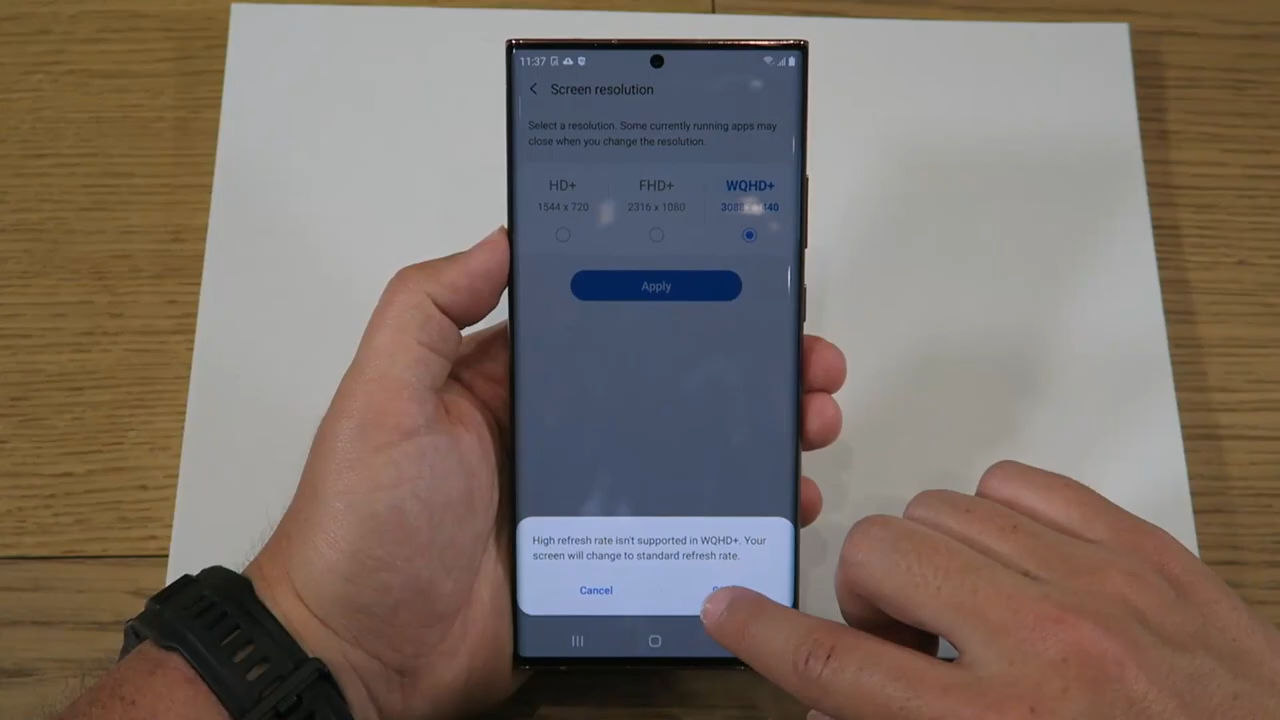 11:37
Screen resolution
Select a resolution. Some currently running apps may
close when you change the resolution.
HD+ FHD+ WQHD+
1544 x 720 2316 x 1080
Apply
High refresh rate isn't supported in WQHD+. Your
screen will change to standard refresh rate.
Cancel